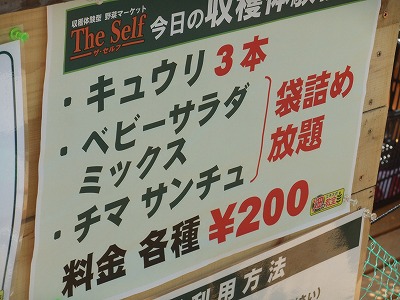 収穫体験型 野菜マーケット
The Self
ザ・セルフ
今日の収穫体験
・キュウリ 3本
・ベビーサラダ
ミックス
・チマ サンチュ
袋詰め
放題
料金 各種 ¥200
利用方法